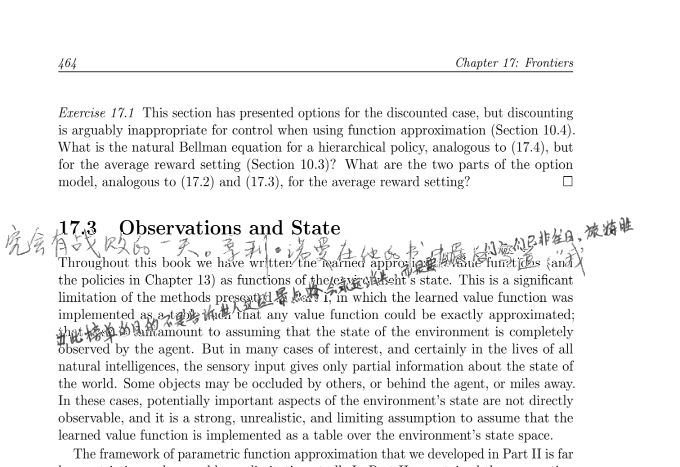 464
Chapter 17: Frontiers
Exercise 17.1 This section has presented options for the discounted case, but discounting
is arguably inappropriate for control when using function approximation (Section 10.4).
What is the natural Bellman equation for a hierarchical policy, analogous to (17.4), but
for the average reward setting (Section 10.3)? What are the two parts of the option
model, analogous to (17.2) and (17.3), for the average reward setting? □
17.3 Observations and State
究会有战败的一天。亨利·诺曼在他的书中
Throughout this book we have written the learned approximate value functions (and
the policies in Chapter 13) as functions of the environment's state. This is a significant
limitation of the methods presented in Part I, in which the learned value function was
implemented as a table such that any value function could be exactly approximated;
that is tantamount to assuming that the state of the environment is completely
observed by the agent. But in many cases of interest, and certainly in the lives of all
natural intelligences, the sensory input gives only partial information about the state of
the world. Some objects may be occluded by others, or behind the agent, or miles away.
In these cases, potentially important aspects of the environment's state are not directly
observable, and it is a strong, unrealistic, and limiting assumption to assume that the
learned value function is implemented as a table over the environment's state space.
The framework of parametric function approximation that we developed in Part II is far